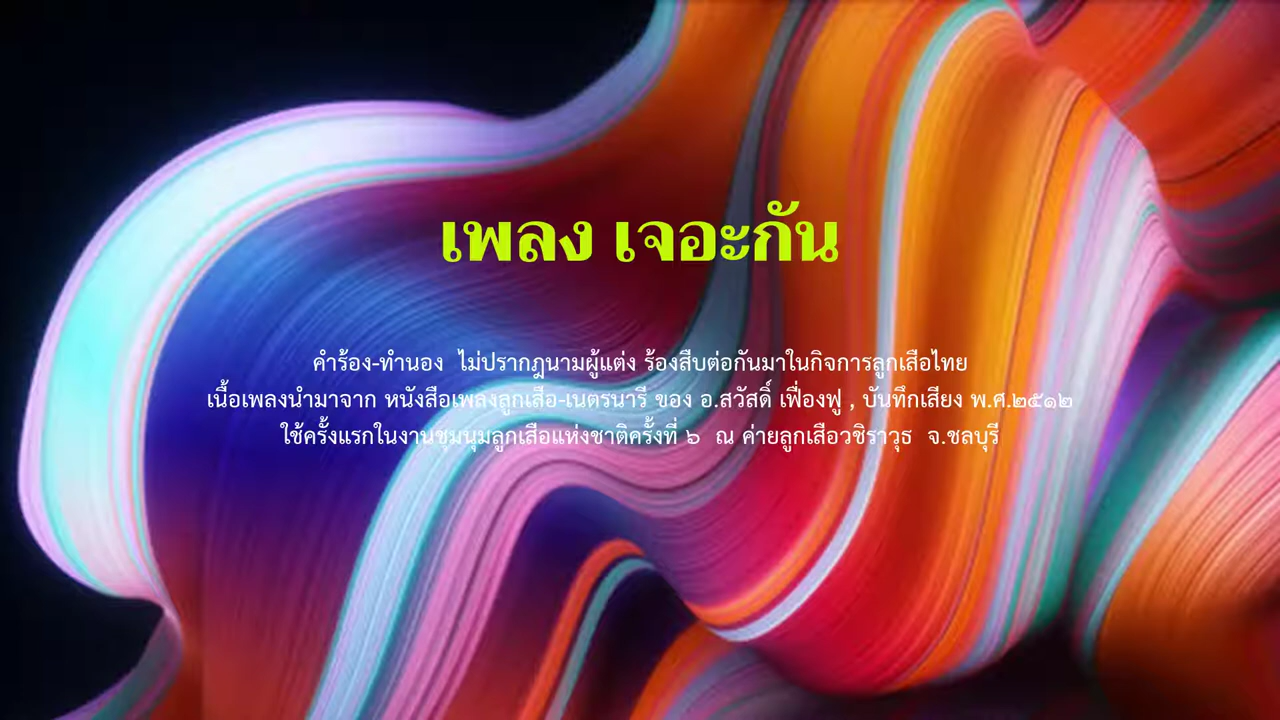 เพลง เจอะกัน
คำร้อง-ทำนอง ไม่ปรากฎนามผู้แต่ง ร้องสืบต่อกันมาในกิจการลูกเสือไทย
เนื้อเพลงนำมาจาก หนังสือเพลงลูกเสือ-เนตรนารี ของ อ.สวัสดิ์ เฟื่องฟู , บันทึกเสียง พ.ศ.๒๕๑๒
ใช้ครั้งแรกในงานชุมนุมลูกเสือแห่งชาติครั้งที่ ๖ ณ ค่ายลูกเสือวชิราวุธ จ.ชลบุรี